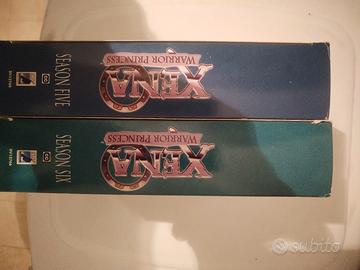 XENA
WARRIOR PRINCESS
SEASON FIVE
XENA
WARRIOR PRINCESS
SEASON SIX
subito